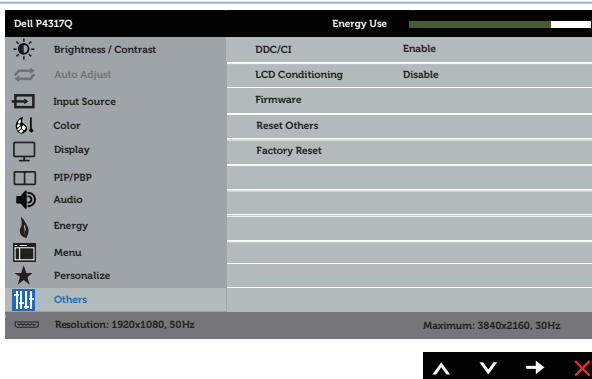 Dell P4317Q Energy Use
Brightness / Contrast DDC/CI Enable
Auto Adjust LCD Conditioning Disable
Input Source Firmware
Color Reset Others
Display Factory Reset
PIP/PBP
Audio
Energy
Menu
Personalize
Others
Resolution: 1920x1080, 50Hz Maximum: 3840x2160, 30Hz